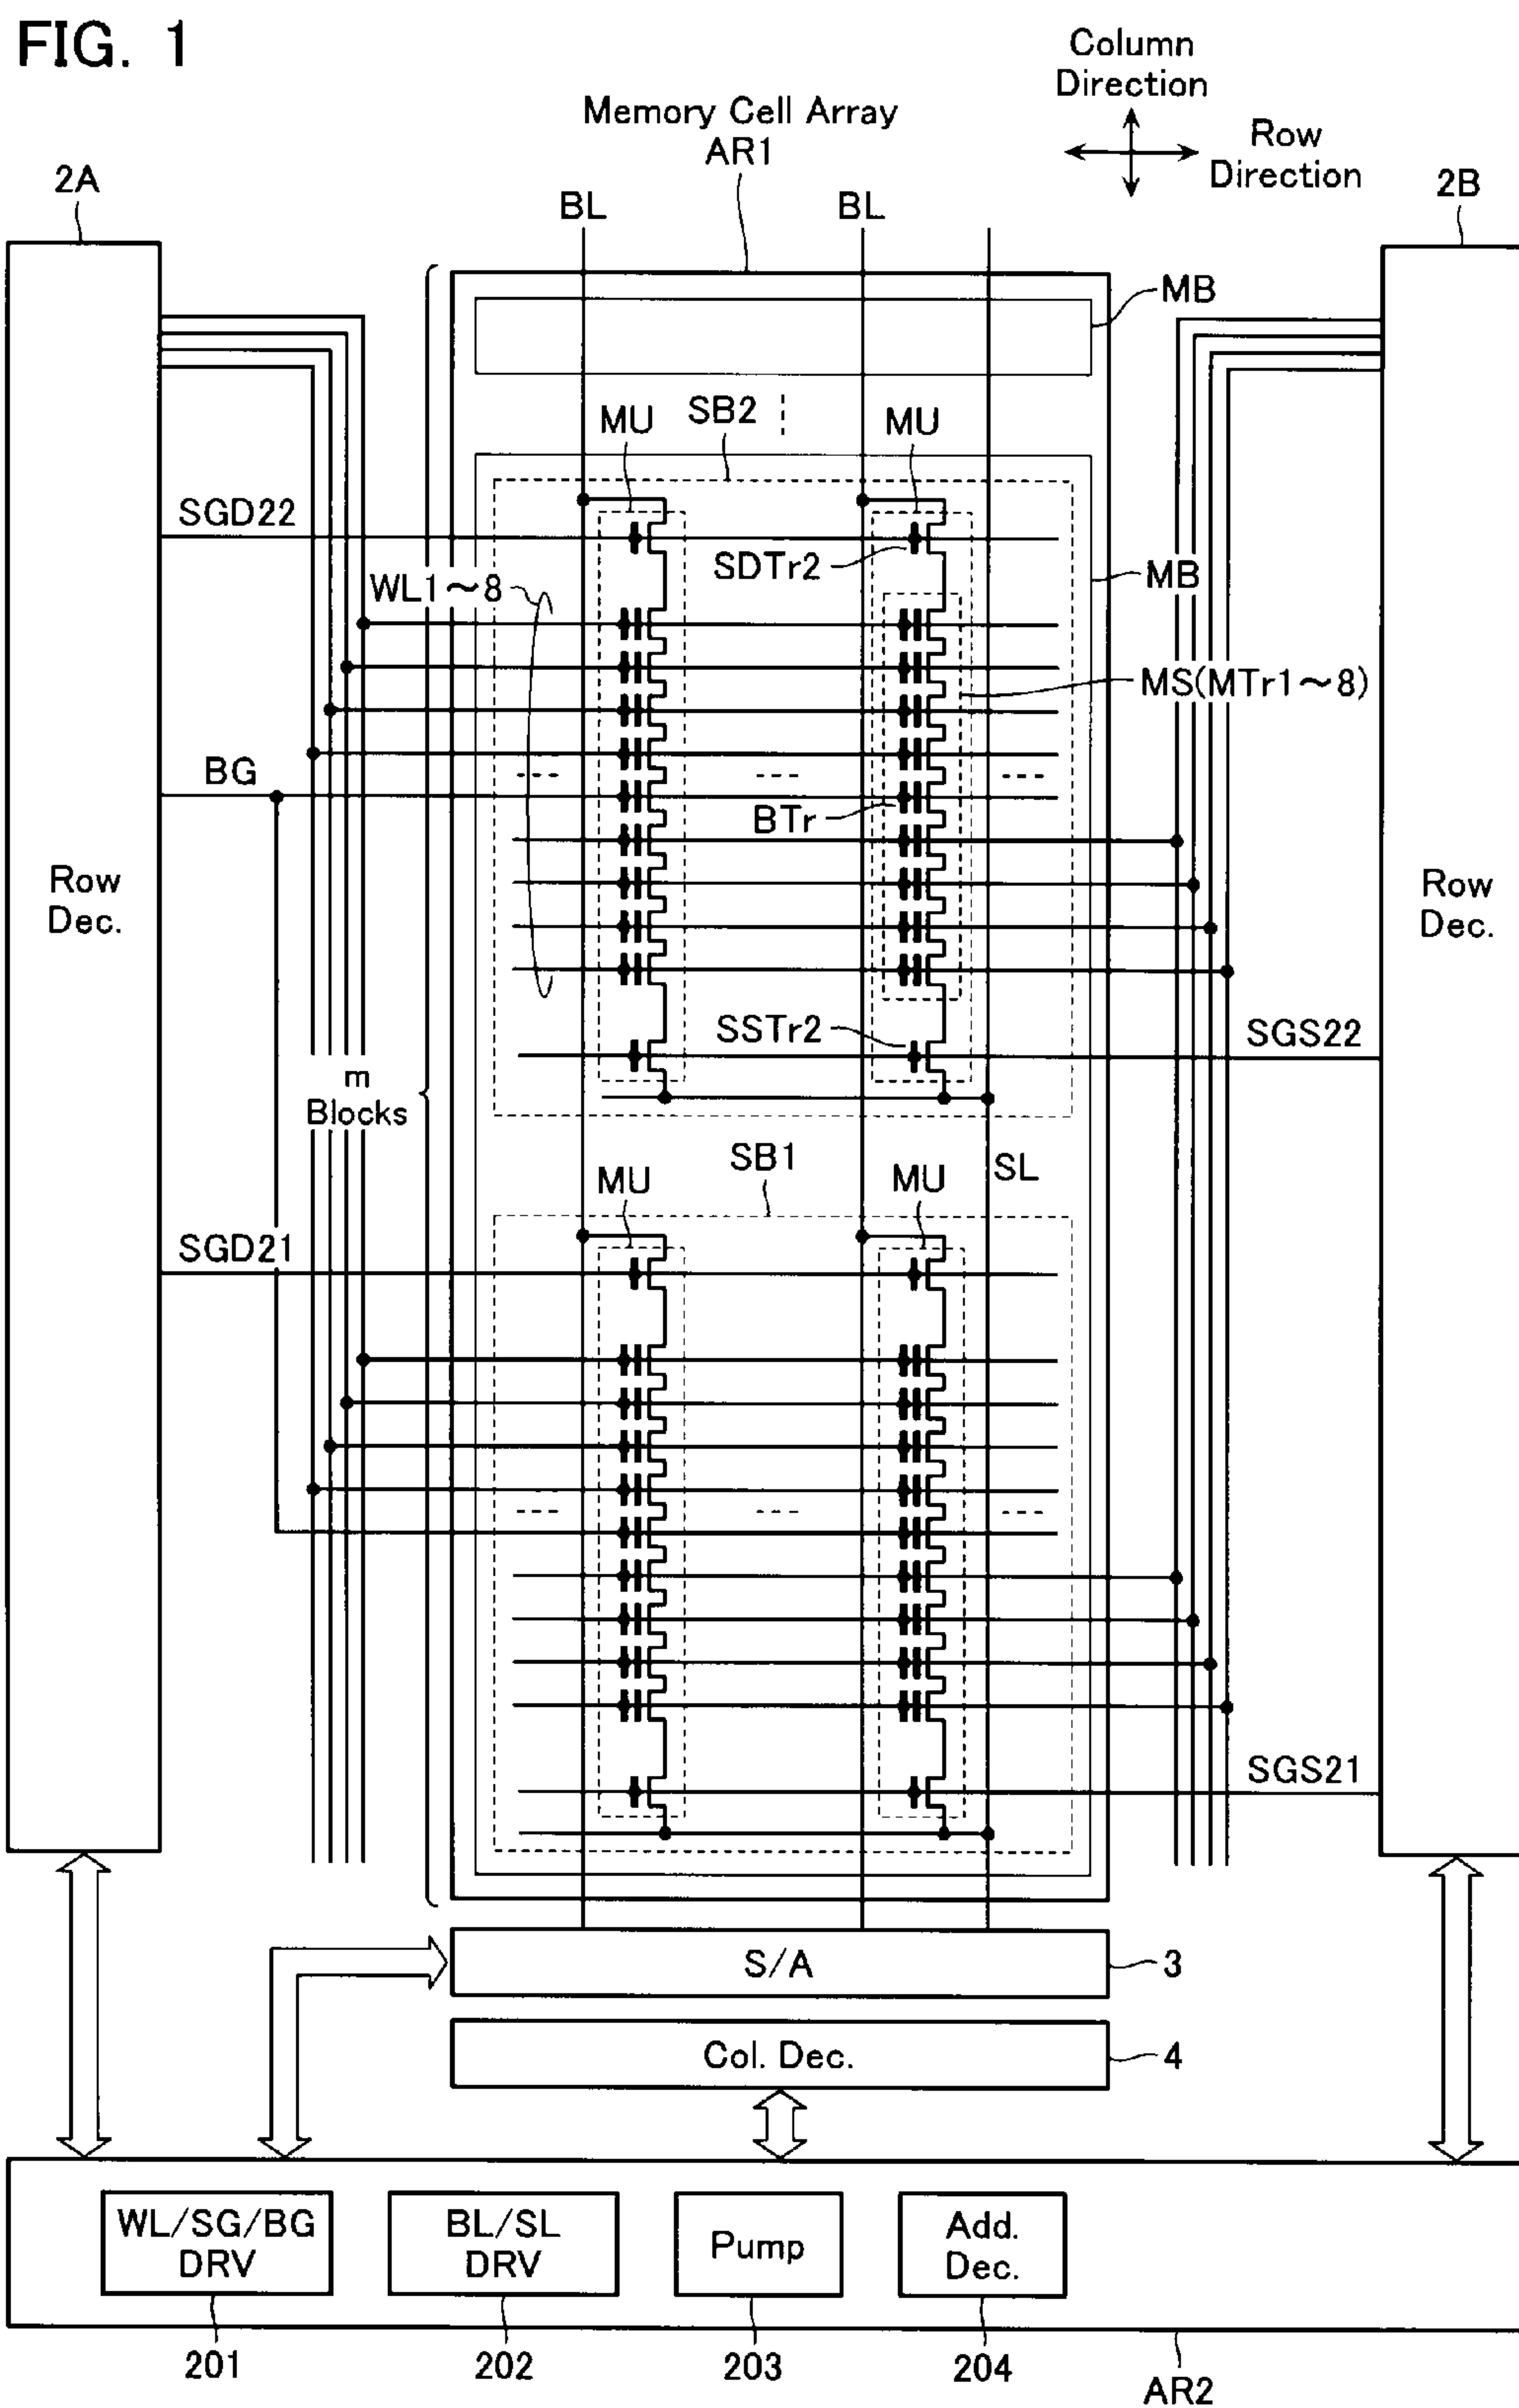 FIG. 1
Column
Direction
Row
Direction
Memory Cell Array
AR1
2A
2B
BL
BL
MB
SB2
MU
MU
SGD22
SDTr2
WL1～8
MB
MS(MTr1～8)
BG
BTr
Row
Dec.
Row
Dec.
SSTr2
SGS22
m
Blocks
SB1
SL
MU
MU
SGD21
SGS21
S/A
3
Col. Dec.
4
WL/SG/BG
DRV
BL/SL
DRV
Pump
Add.
Dec.
201
202
203
204
AR2